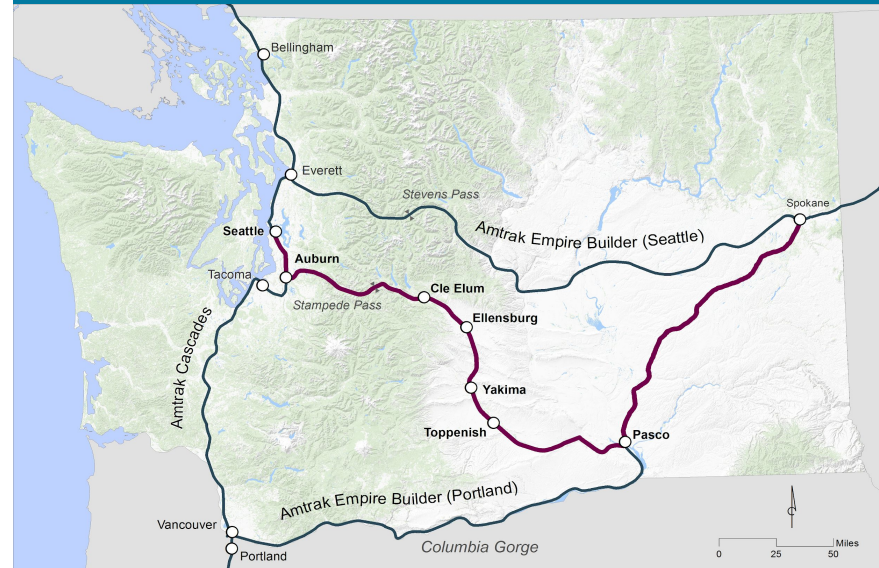 Bellingham
Everett
Stevens Pass
Spokane
Amtrak Empire Builder (Seattle)
Seattle
Auburn
Tacoma
Cle Elum
Stampede Pass
Ellensburg
Amtrak Cascades
Yakima
Toppenish
Pasco
Amtrak Empire Builder (Portland)
Vancouver
Columbia Gorge
Portland
Miles
0 25 50